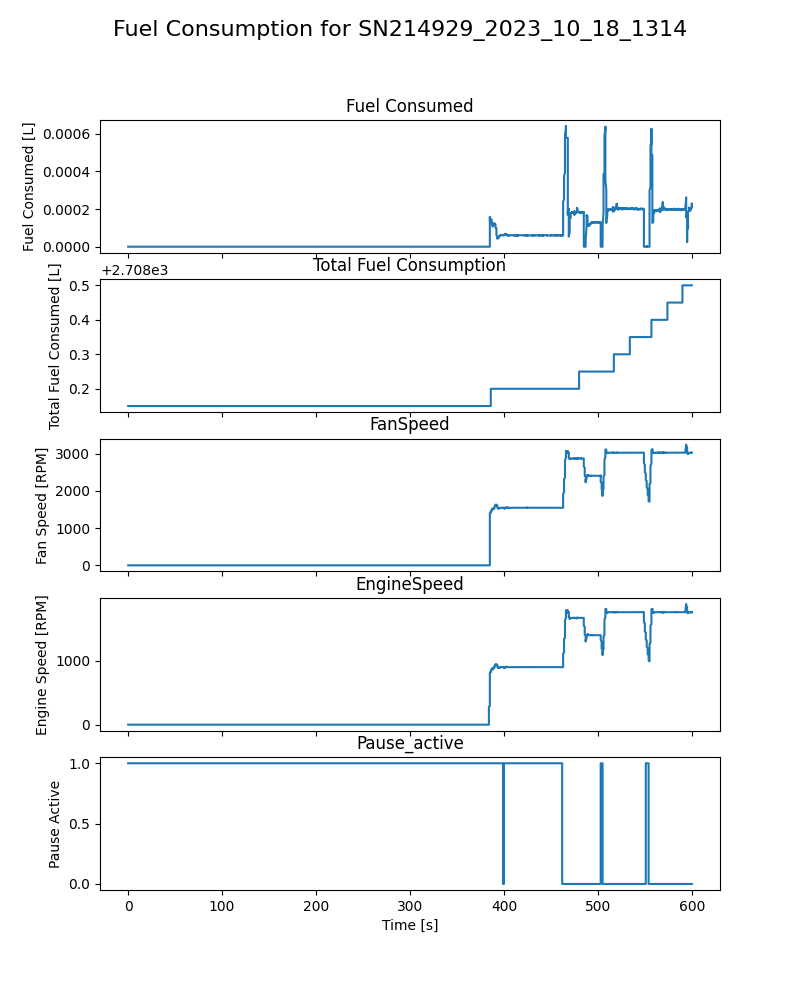 Fuel Consumption for SN214929_2023_10_18_1314
Fuel Consumed
Fuel Consumed [L]
0.0006
0.0004
0.0002
0.0000
Total Fuel Consumption
+2.708e3
Total Fuel Consumed [L]
0.5
0.4
0.3
0.2
FanSpeed
Fan Speed [RPM]
3000
2000
1000
0
EngineSpeed
Engine Speed [RPM]
1000
0
Pause_active
Pause Active
1.0
0.5
0.0
0 100 200 300 400 500 600
Time [s]